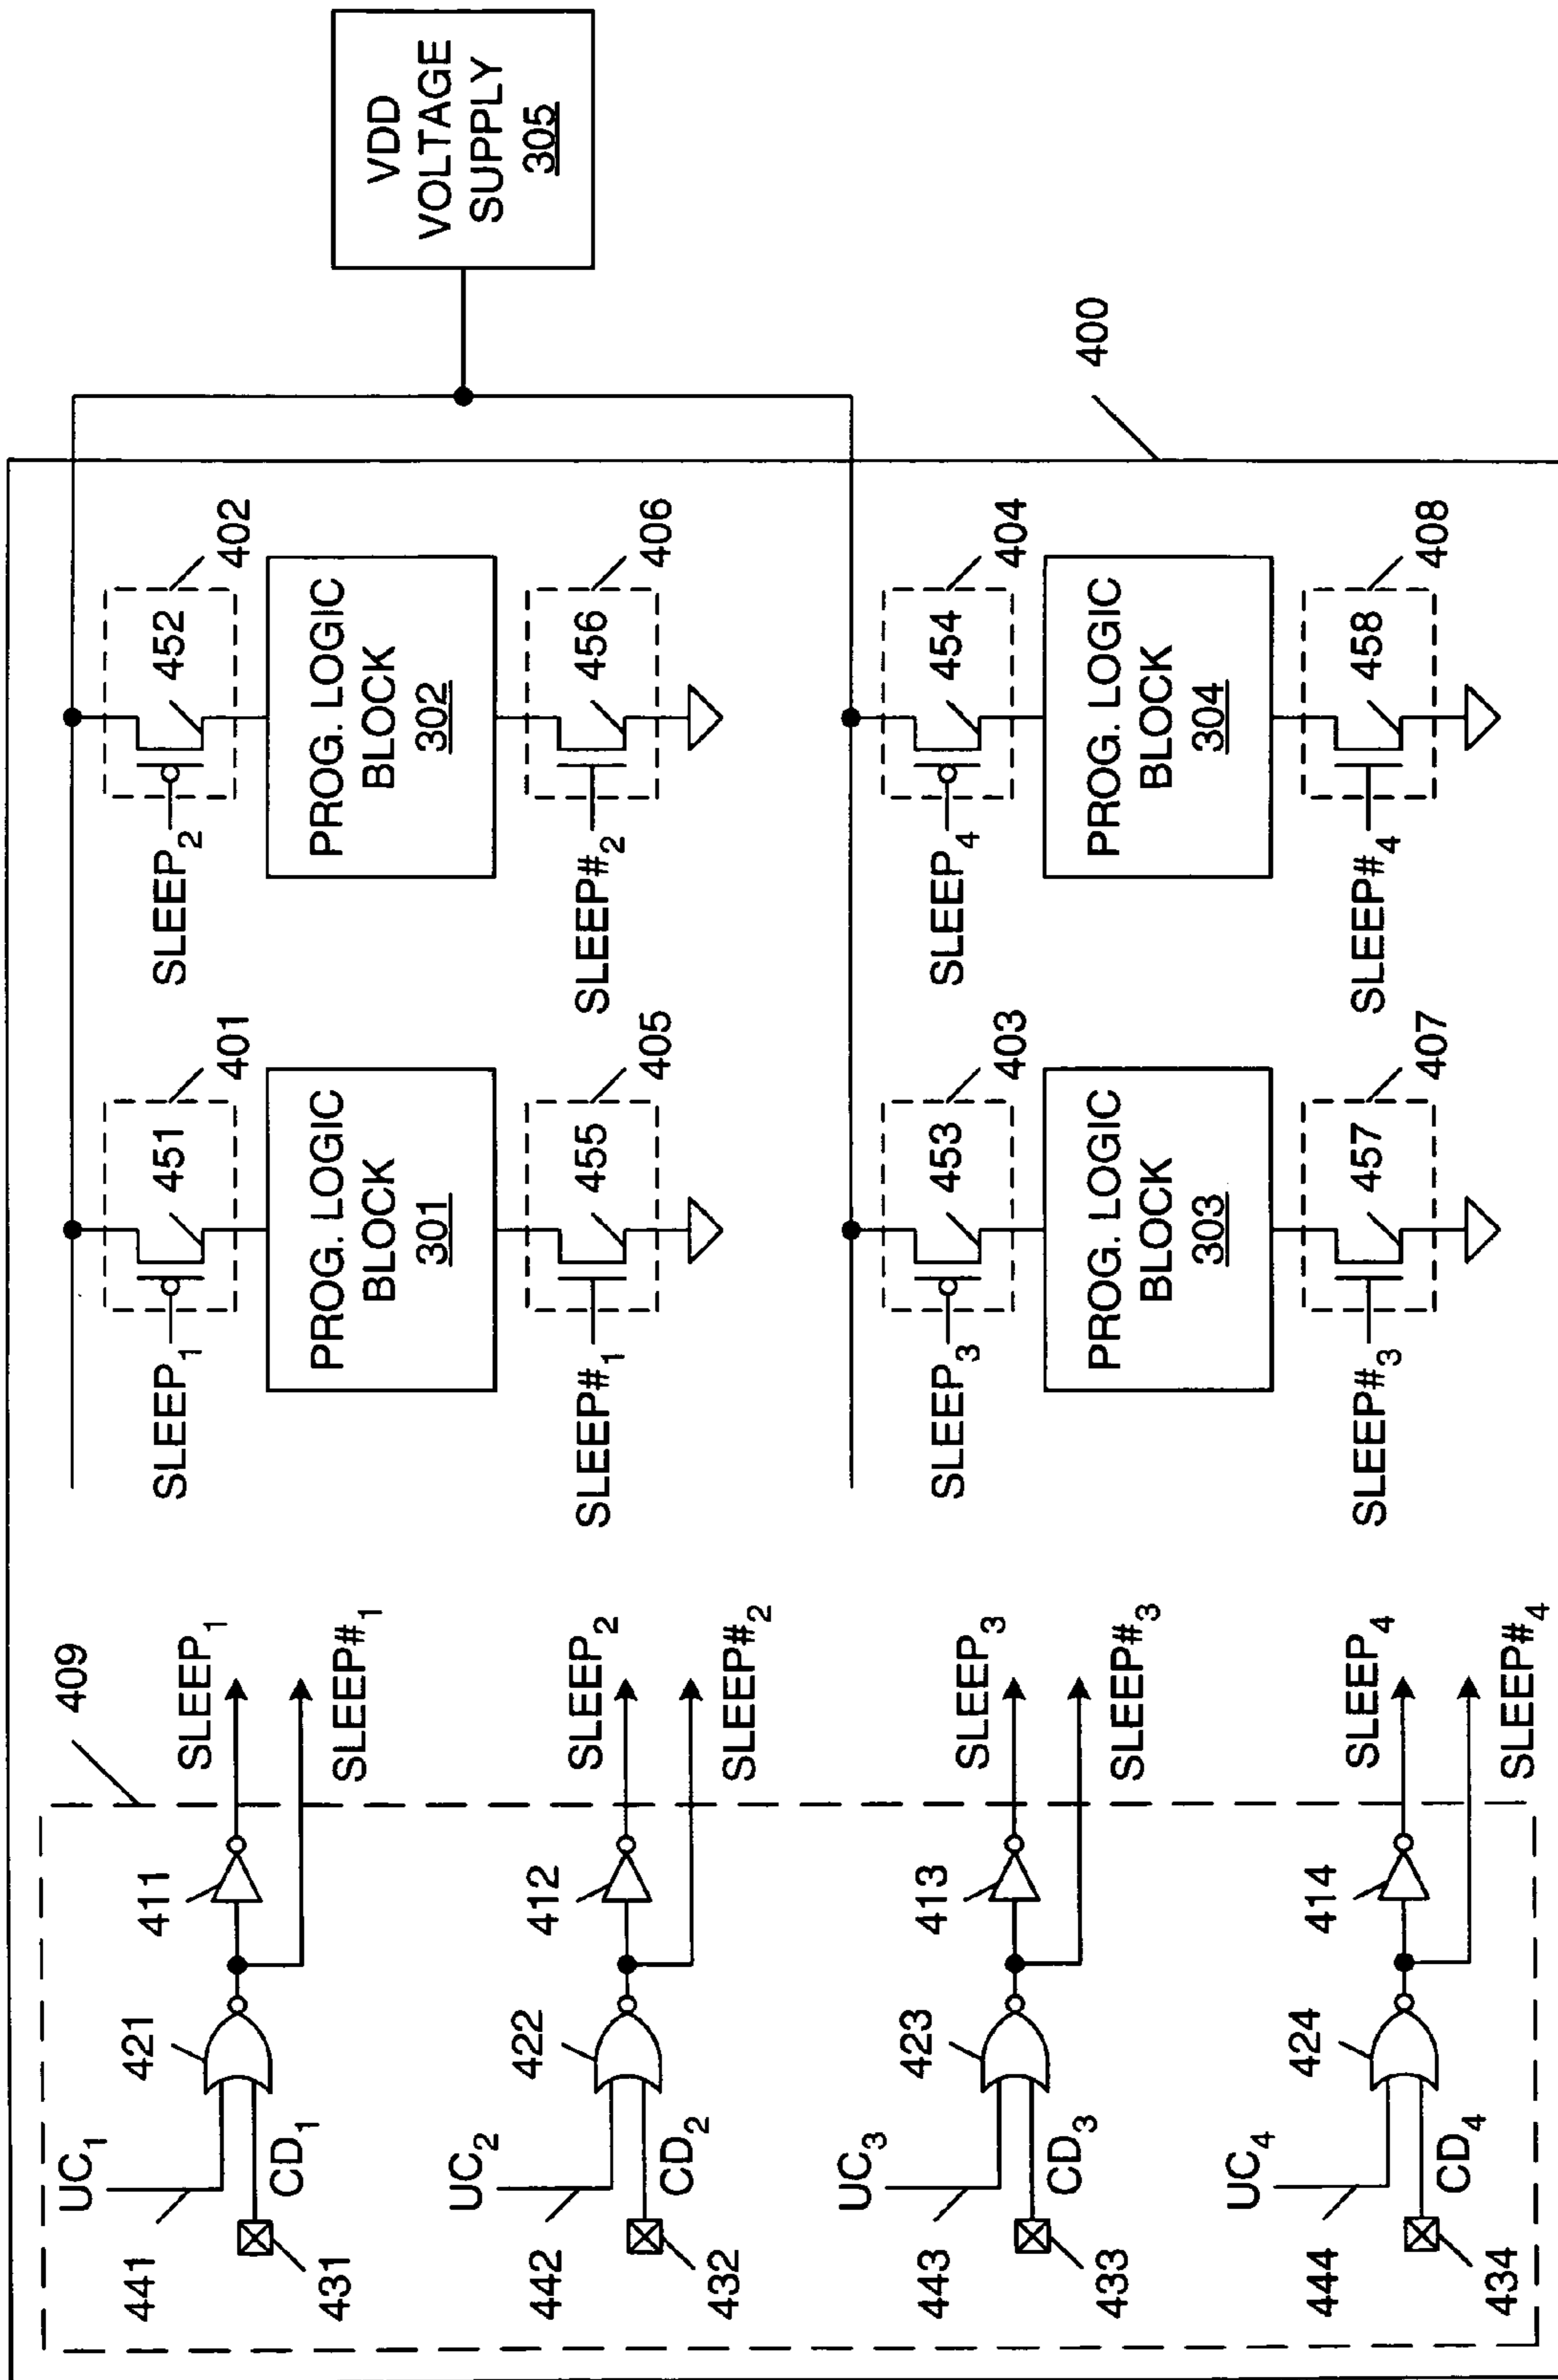 409
441
UC₁
421
411
SLEEP₁
CD₁
431
SLEEP#₁
442
UC₂
422
412
SLEEP₂
CD₂
432
SLEEP#₂
443
UC₃
423
413
SLEEP₃
CD₃
433
SLEEP#₃
444
UC₄
424
414
SLEEP₄
CD₄
434
SLEEP#₄
SLEEP₁
451
401
PROG. LOGIC
BLOCK
301
SLEEP#₁
455
405
SLEEP₂
452
402
PROG. LOGIC
BLOCK
302
SLEEP#₂
456
406
SLEEP₃
453
403
PROG. LOGIC
BLOCK
303
SLEEP#₃
457
407
SLEEP₄
454
404
PROG. LOGIC
BLOCK
304
SLEEP#₄
458
408
VDD
VOLTAGE
SUPPLY
305
400